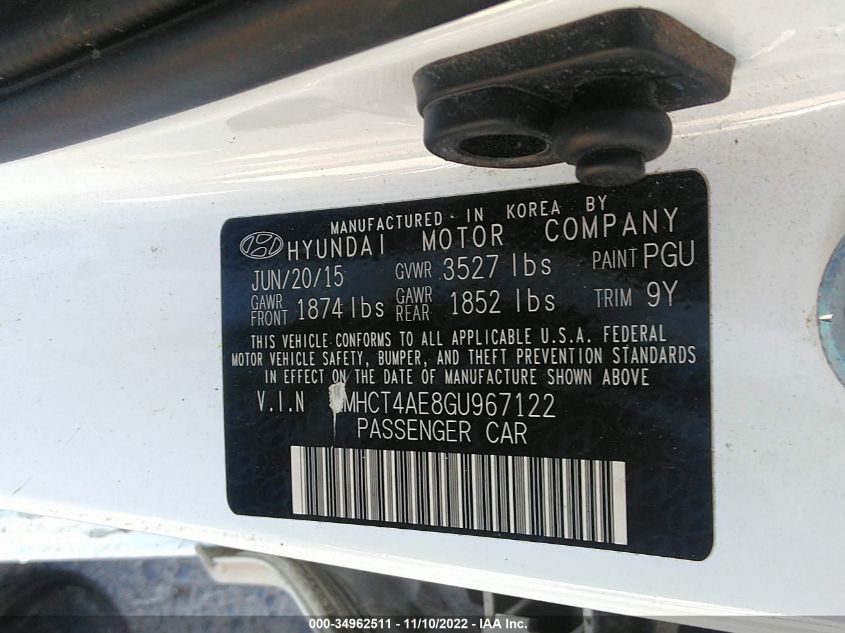 MANUFACTURED - IN KOREA BY
HYUNDAI MOTOR COMPANY
JUN/20/15 GVWR 3527 lbs PAINT PGU
GAWR FRONT 1874 lbs GAWR REAR 1852 lbs TRIM 9Y
THIS VEHICLE CONFORMS TO ALL APPLICABLE U.S.A. FEDERAL
MOTOR VEHICLE SAFETY, BUMPER, AND THEFT PREVENTION STANDARDS
IN EFFECT ON THE DATE OF MANUFACTURE SHOWN ABOVE
V.I.N MHCT4AE8GU967122
PASSENGER CAR
000-34962511 - 11/10/2022 - IAA Inc.